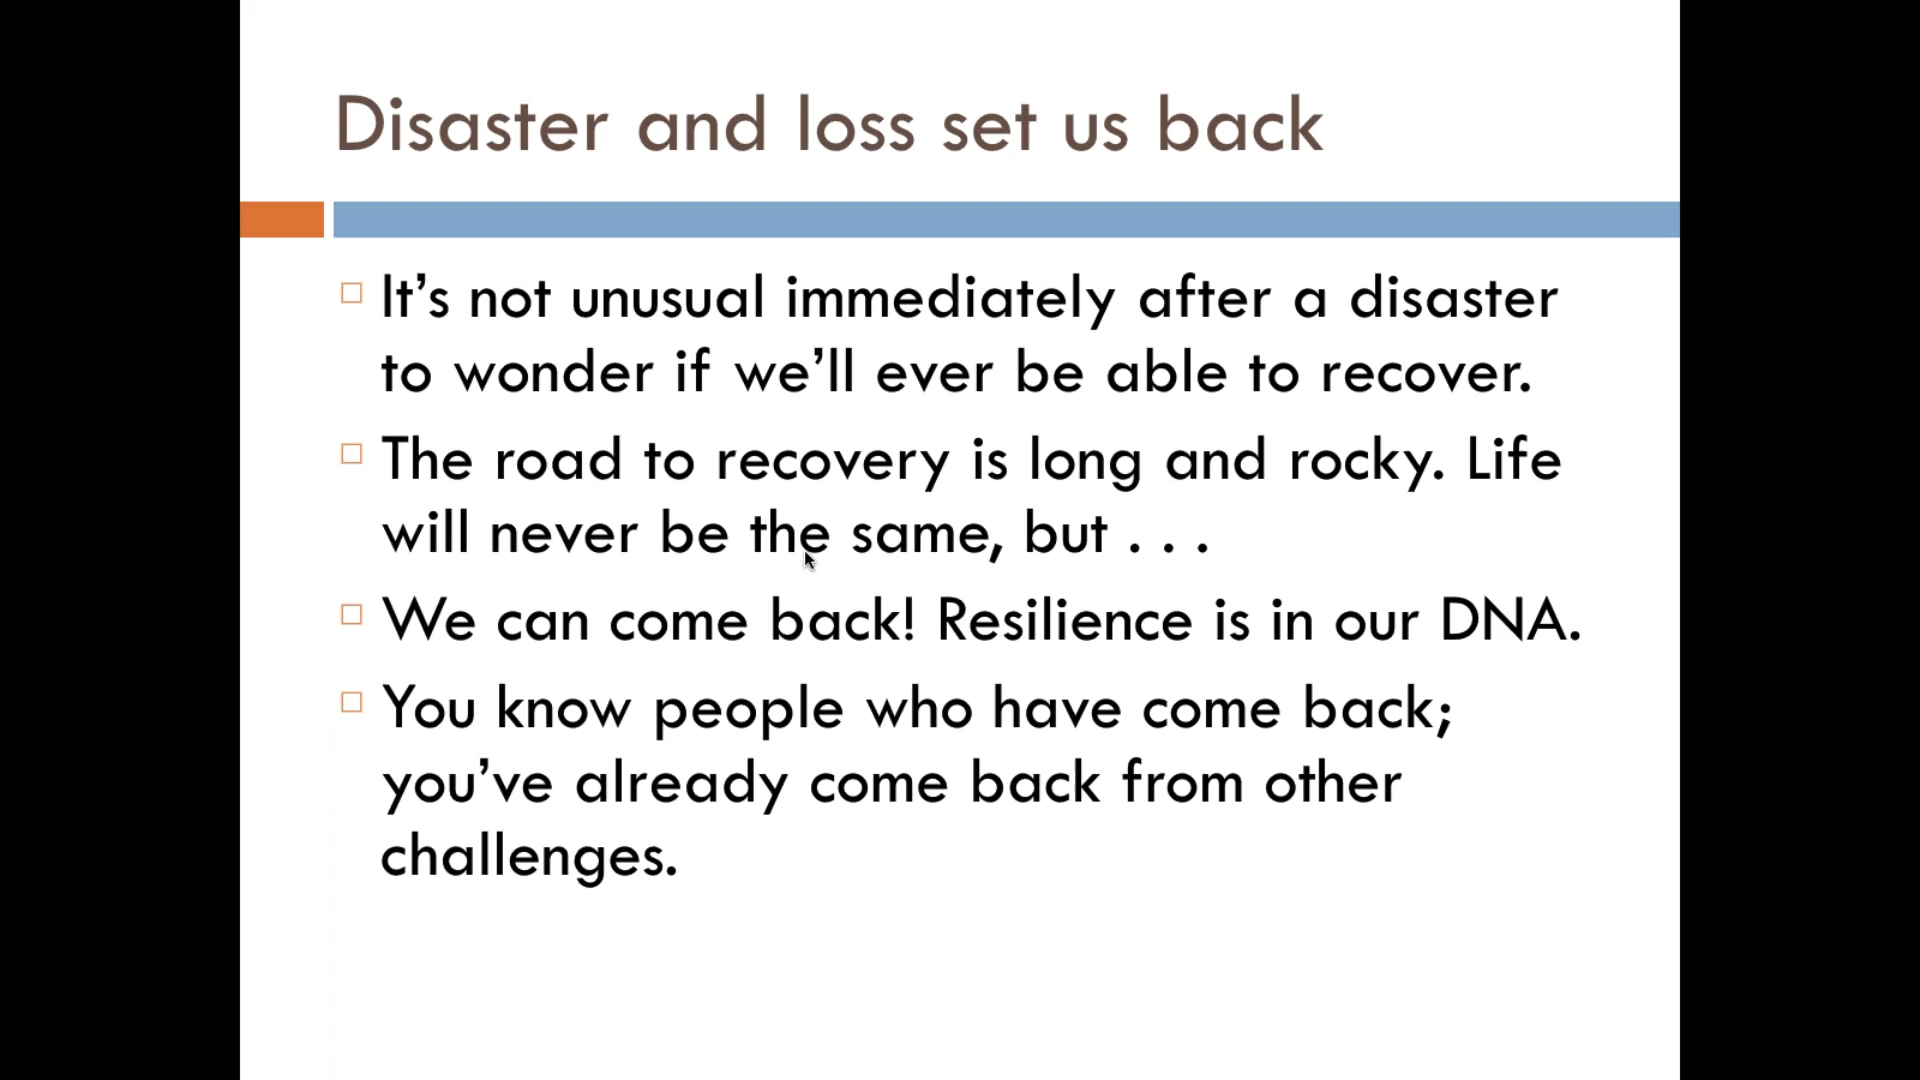 Disaster and loss set us back
It’s not unusual immediately after a disaster
to wonder if we’ll ever be able to recover.
The road to recovery is long and rocky. Life
will never be the same, but . . .
We can come back! Resilience is in our DNA.
You know people who have come back;
you’ve already come back from other
challenges.